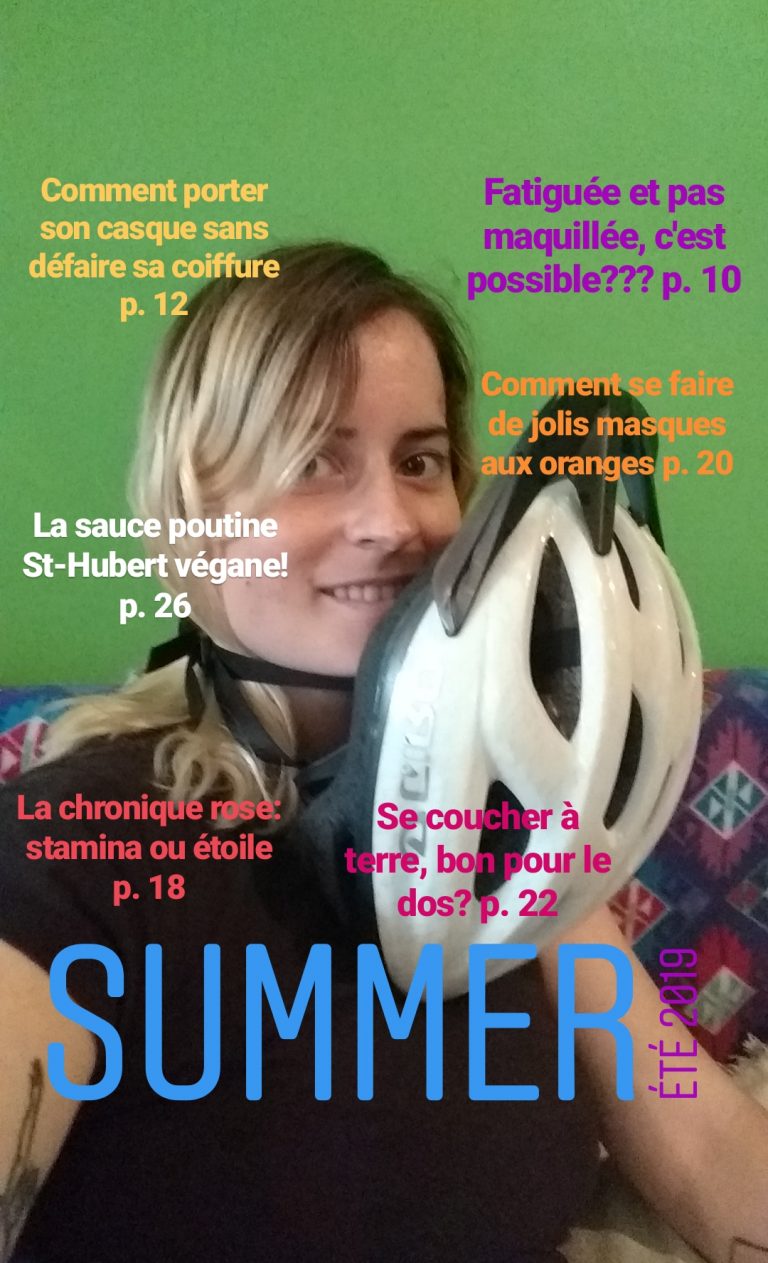 Comment porter
son casque sans
défaire sa coiffure
p. 12
Fatiguée et pas
maquillée, c'est
possible??? p. 10
Comment se faire
de jolis masques
aux oranges p. 20
La sauce poutine
St-Hubert végane!
p. 26
La chronique rose:
stamina ou étoile
p. 18
Se coucher à
terre, bon pour le
dos? p. 22
SUMMER
ÉTÉ 2019